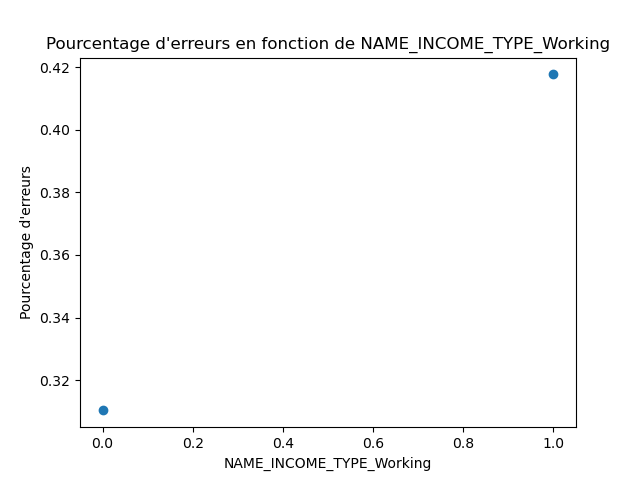 Pourcentage d'erreurs en fonction de NAME_INCOME_TYPE_Working
0.42
0.40
0.38
0.36
0.34
0.32
Pourcentage d'erreurs
0.0 0.2 0.4 0.6 0.8 1.0
NAME_INCOME_TYPE_Working